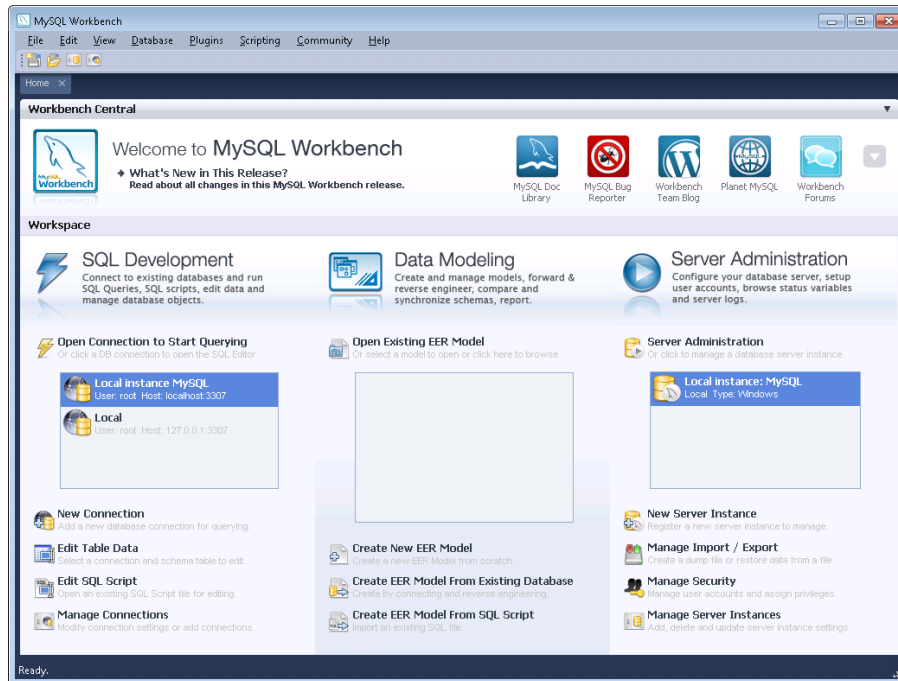 MySQL Workbench
File Edit View Database Plugins Scripting Community Help
Home
Workbench Central
MySQL
Workbench
Welcome to MySQL Workbench
What's New in This Release?
Read about all changes in this MySQL Workbench release.
MySQL Doc
Library
MySQL Bug
Reporter
Workbench
Team Blog
MySQL
Planet MySQL
Workbench
Forums
Workspace
SQL Development
Connect to existing databases and run
SQL Queries, SQL scripts, edit data and
manage database objects.
Data Modeling
Create and manage models, forward &
reverse engineer, compare and
synchronize schemas, report.
Server Administration
Configure your database server, setup
user accounts, browse status variables
and server logs.
Open Connection to Start Querying
Or click a DB connection to open the SQL Editor.
Local instance MySQL
User: root Host: localhost:3307
Local
User: root Host: 127.0.0.1:3307
New Connection
Add a new database connection for querying.
Edit Table Data
Select a connection and schema table to edit.
Edit SQL Script
Open an existing SQL Script file for editing.
Manage Connections
Modify connection settings or add connections.
Open Existing EER Model
Or select a model to open or click here to browse.
Create New EER Model
Create a new EER Model from scratch.
Create EER Model From Existing Database
Create by connecting and reverse engineering.
Create EER Model From SQL Script
Import an existing SQL file.
Server Administration
Or click to manage a database server instance.
Local instance: MySQL
Local Type: Windows
New Server Instance
Register a new server instance to manage.
Manage Import / Export
Create a dump file or restore data from a file.
Manage Security
Manage user accounts and assign privileges.
Manage Server Instances
Add, delete and update server instance settings.
Ready.